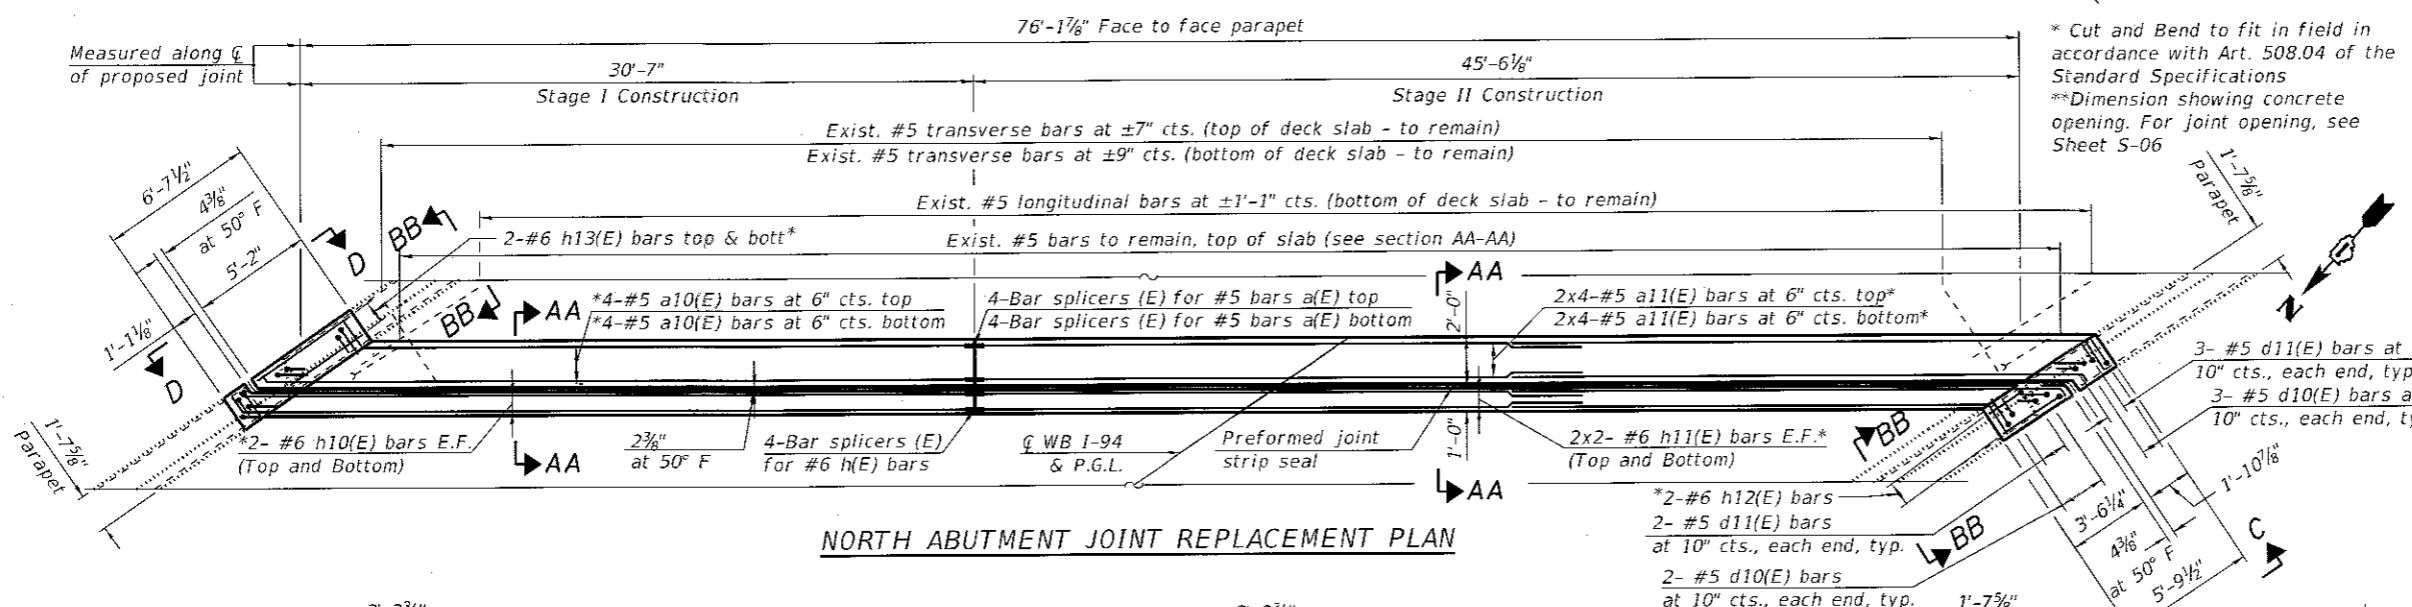 76'-1⅞" Face to face parapet
Measured along ℄
of proposed joint
30'-7"
Stage I Construction
45'-6⅛"
Stage II Construction
* Cut and Bend to fit in field in
accordance with Art. 508.04 of the
Standard Specifications
**Dimension showing concrete
opening. For joint opening, see
Sheet S-06
Exist. #5 transverse bars at ±7" cts. (top of deck slab - to remain)
Exist. #5 transverse bars at ±9" cts. (bottom of deck slab - to remain)
Exist. #5 longitudinal bars at ±1'-1" cts. (bottom of deck slab - to remain)
Exist. #5 bars to remain, top of slab (see section AA-AA)
6'-7½"
4⅜"
at 50° F
5'-2"
1'-1⅛"
D
D
BB
BB
2-#6 h13(E) bars top & bott*
1'-7⅝"
Parapet
N
AA
*4-#5 a10(E) bars at 6" cts. top
*4-#5 a10(E) bars at 6" cts. bottom
4-Bar splicers (E) for #5 bars a(E) top
4-Bar splicers (E) for #5 bars a(E) bottom
AA
2'-0"
2x4-#5 a11(E) bars at 6" cts. top*
2x4-#5 a11(E) bars at 6" cts. bottom*
3- #5 d11(E) bars at
10" cts., each end, typ
3- #5 d10(E) bars a
10" cts., each end, ty
1'-7⅝"
Parapet
*2- #6 h10(E) bars E.F.
(Top and Bottom)
AA
2⅜"
at 50° F
4-Bar splicers (E)
for #6 h(E) bars
℄ WB I-94
& P.G.L.
Preformed joint
strip seal
1'-0"
AA
2x2- #6 h11(E) bars E.F.*
(Top and Bottom)
BB
*2-#6 h12(E) bars
2- #5 d11(E) bars
at 10" cts., each end, typ.
BB
2- #5 d10(E) bars
at 10" cts., each end, typ.
1'-10⅞"
3'-6¼"
4⅜"
at 50° F
5'-9½"
C
NORTH ABUTMENT JOINT REPLACEMENT PLAN
1'-7⅝"